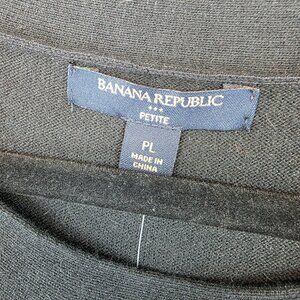 BANANA REPUBLIC
PETITE
PL
MADE IN
CHINA